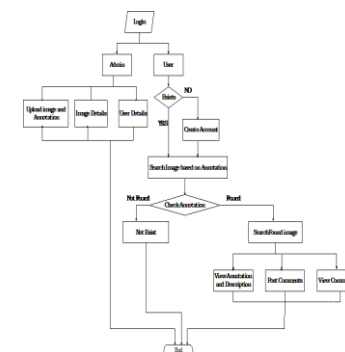 Login
Admin
User
Exists
NO
YES
Upload image and
Annotation
Image Details
User Details
Create Account
Search Image based on Annotation
Not Found
Check Annotation
Found
Not Exist
Search Found image
View Annotation
and Description
Post Comments
View Comm
End